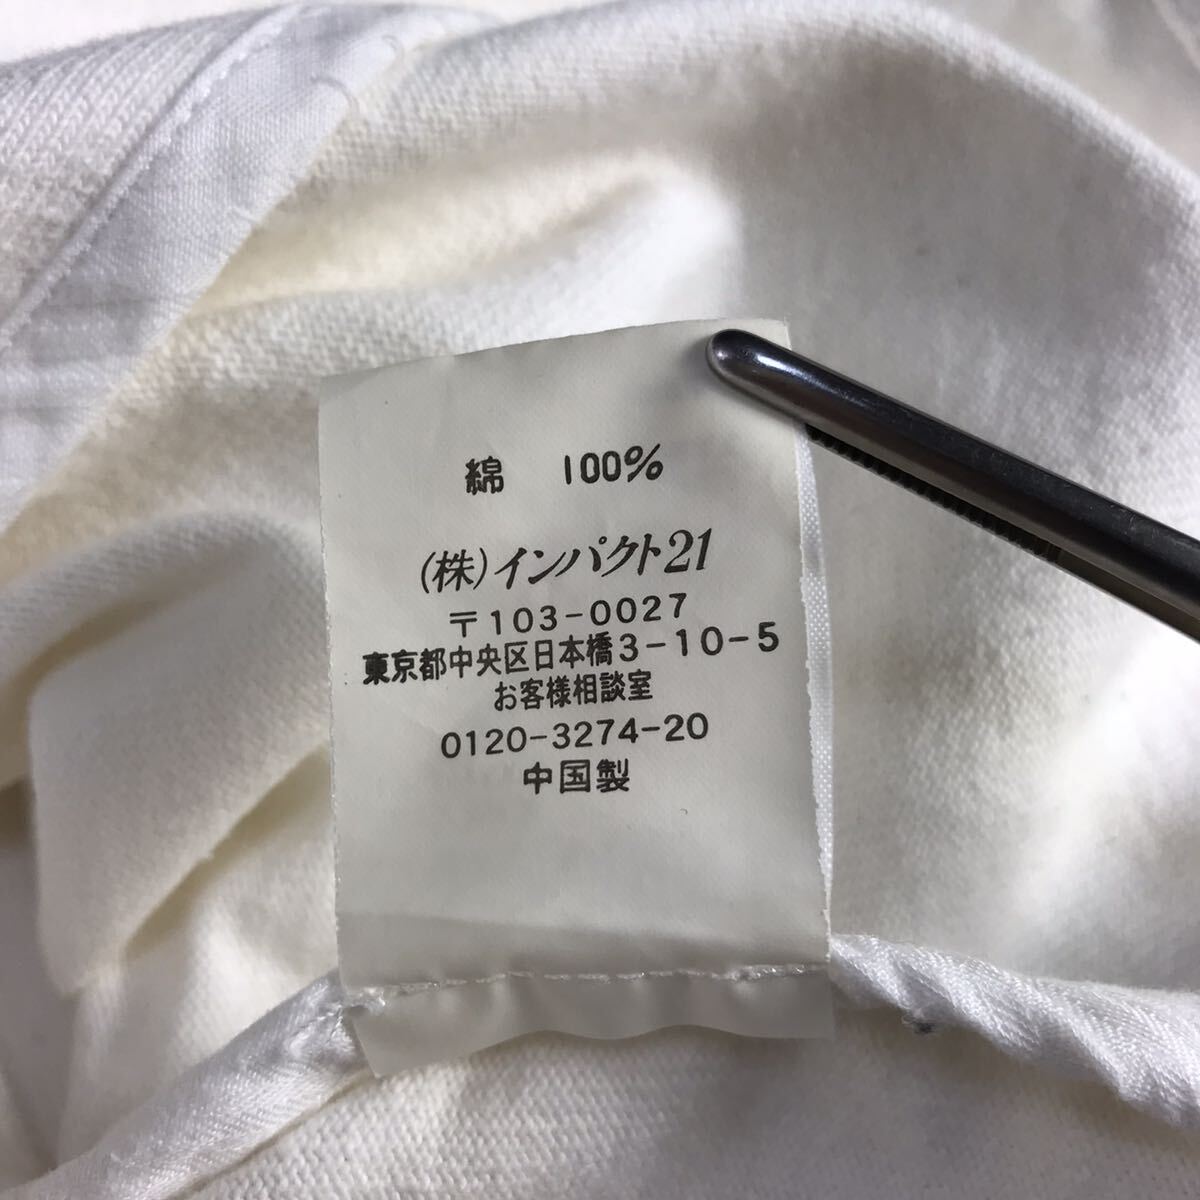 綿 100%
(株)インパクト21
〒103-0027
東京都中央区日本橋3-10-5
お客様相談室
0120-3274-20
中国製